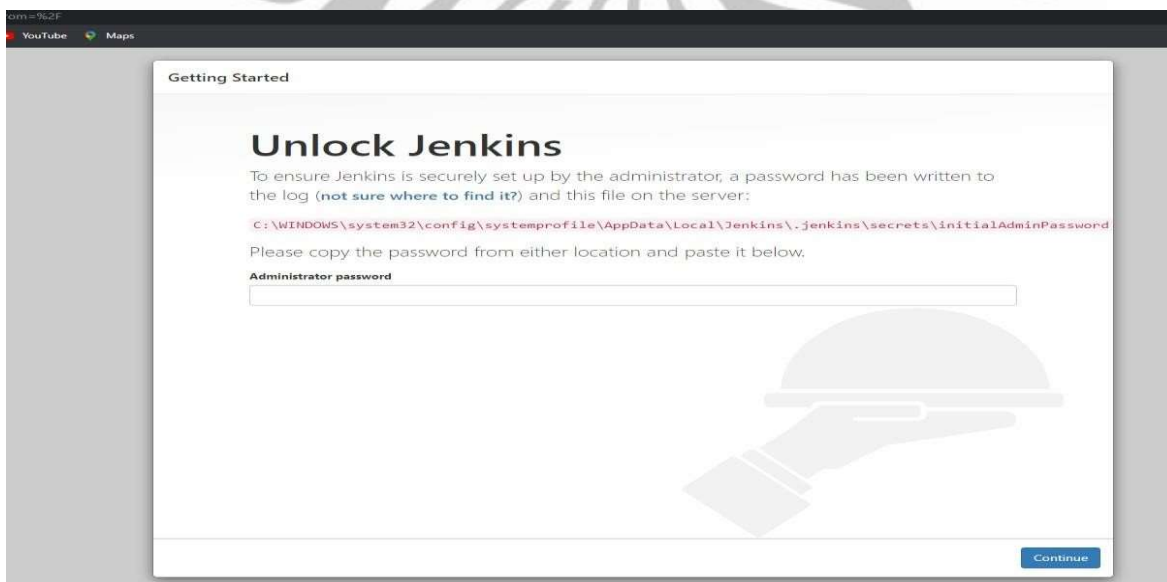 rom=%2F
YouTube Maps
Getting Started
Unlock Jenkins
To ensure Jenkins is securely set up by the administrator, a password has been written to
the log (not sure where to find it?) and this file on the server:
C:\WINDOWS\system32\config\systemprofile\AppData\Local\Jenkins\.jenkins\secrets\initialAdminPassword
Please copy the password from either location and paste it below.
Administrator password
Continue